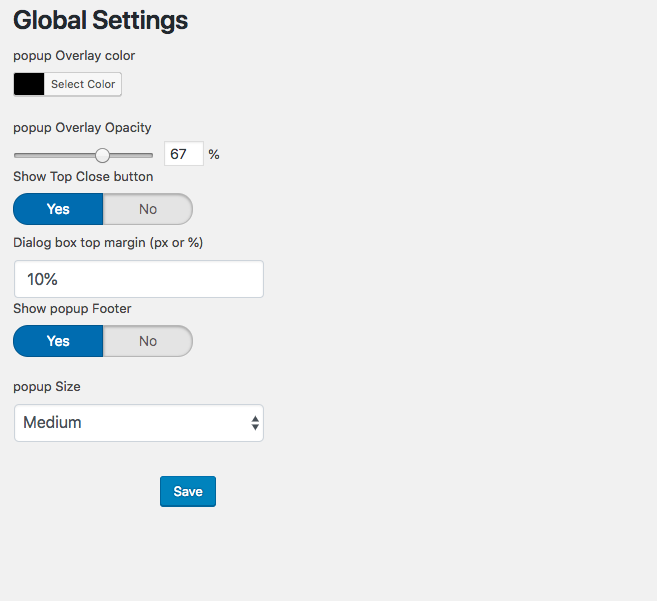 Global Settings
popup Overlay color
Select Color
popup Overlay Opacity
67 %
Show Top Close button
Yes No
Dialog box top margin (px or %)
10%
Show popup Footer
Yes No
popup Size
Medium
Save